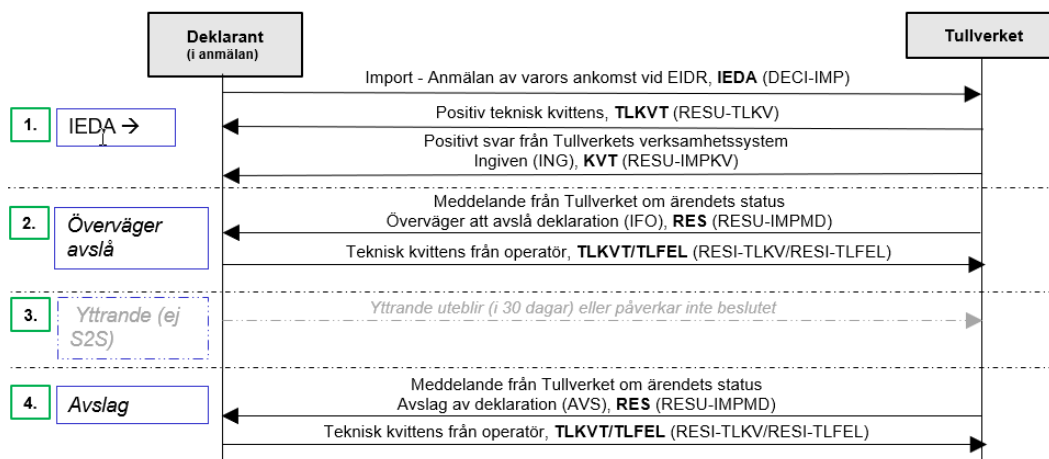 Deklarant
(i anmälan)
Tullverket
Import - Anmälan av varors ankomst vid EIDR, IEDA (DECI-IMP)
1.
IEDA →
Positiv teknisk kvittens, TLKVT (RESU-TLKV)
Positivt svar från Tullverkets verksamhetssystem
Ingiven (ING), KVT (RESU-IMPKV)
2.
Överväger
avslå
Meddelande från Tullverket om ärendets status
Överväger att avslå deklaration (IFO), RES (RESU-IMPMD)
Teknisk kvittens från operatör, TLKVT/TLFEL (RESI-TLKV/RESI-TLFEL)
3.
Yttrande (ej
S2S)
Yttrande uteblir (i 30 dagar) eller påverkar inte beslutet
4.
Avslag
Meddelande från Tullverket om ärendets status
Avslag av deklaration (AVS), RES (RESU-IMPMD)
Teknisk kvittens från operatör, TLKVT/TLFEL (RESI-TLKV/RESI-TLFEL)